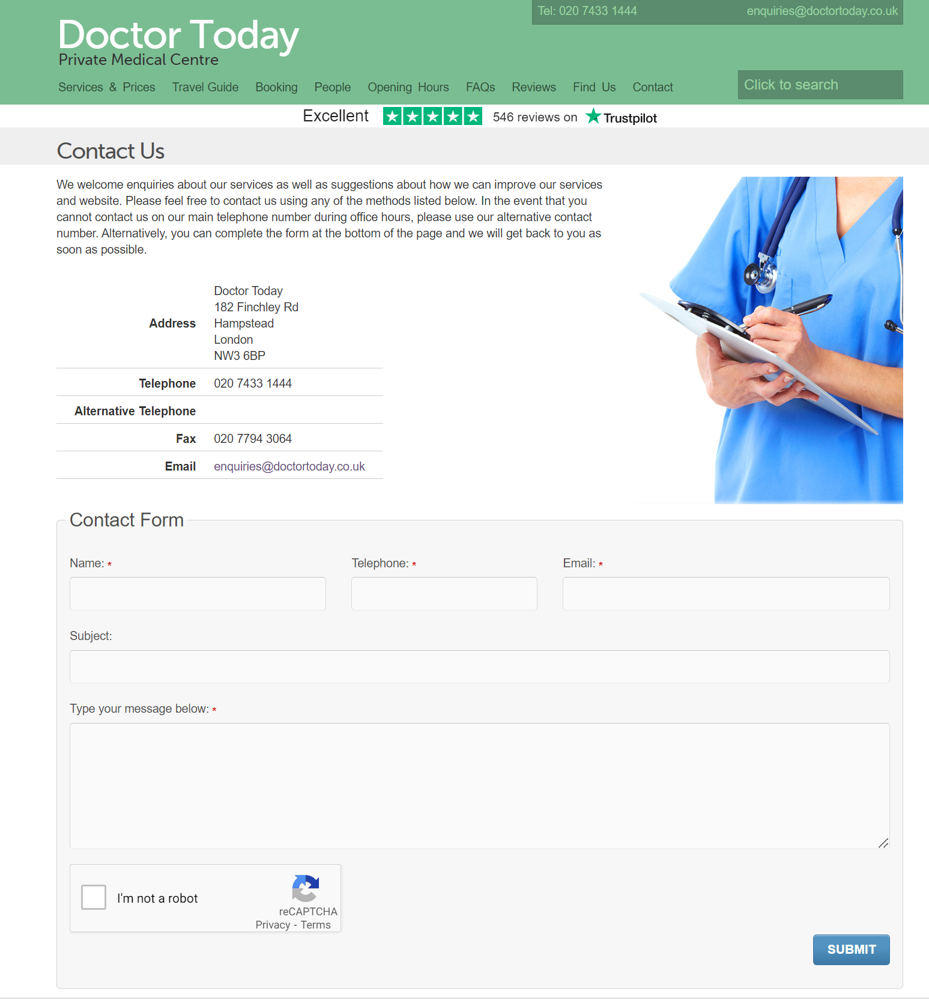 Tel: 020 7433 1444 enquiries@doctortoday.co.uk
Doctor Today
Private Medical Centre
Services & Prices Travel Guide Booking People Opening Hours FAQs Reviews Find Us Contact
Click to search
Excellent 546 reviews on Trustpilot
Contact Us
We welcome enquiries about our services as well as suggestions about how we can improve our services
and website. Please feel free to contact us using any of the methods listed below. In the event that you
cannot contact us on our main telephone number during office hours, please use our alternative contact
number. Alternatively, you can complete the form at the bottom of the page and we will get back to you as
soon as possible.
Address
Doctor Today
182 Finchley Rd
Hampstead
London
NW3 6BP
Telephone 020 7433 1444
Alternative Telephone
Fax 020 7794 3064
Email enquiries@doctortoday.co.uk
Contact Form
Name: * Telephone: * Email: *
Subject:
Type your message below: *
I'm not a robot
reCAPTCHA
Privacy - Terms
SUBMIT